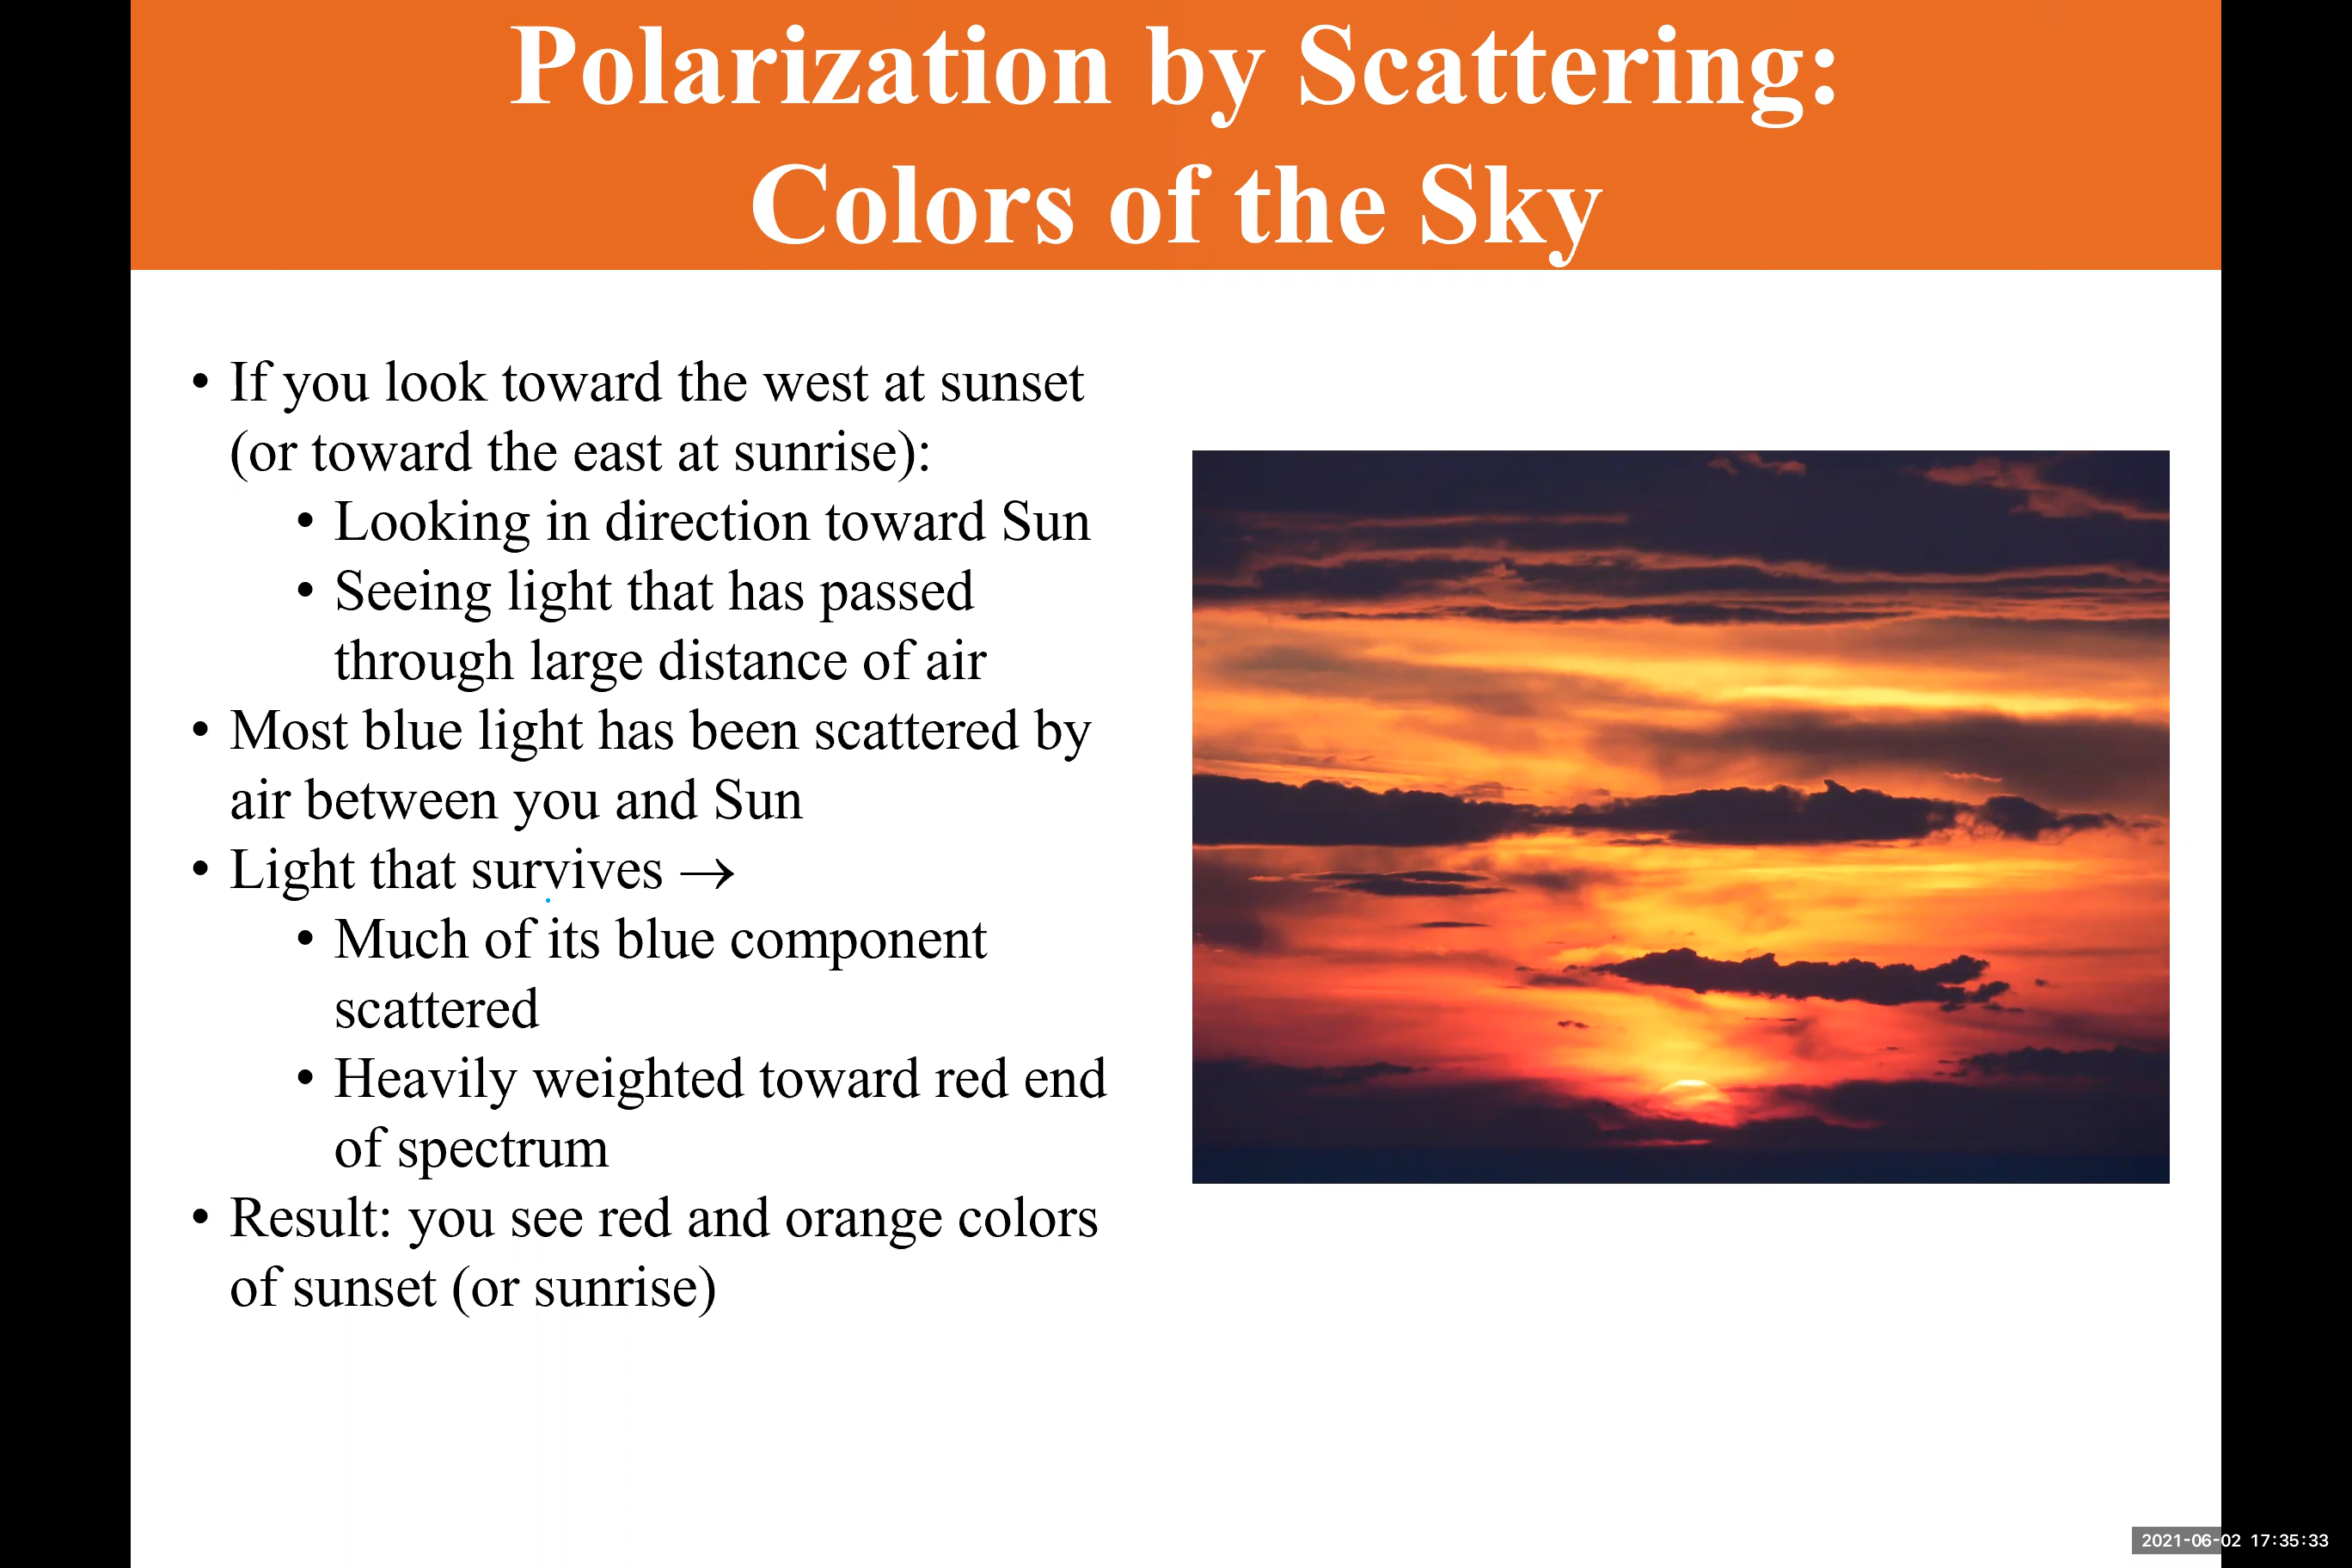 Polarization by Scattering:
Colors of the Sky
• If you look toward the west at sunset
(or toward the east at sunrise):
• Looking in direction toward Sun
• Seeing light that has passed
through large distance of air
• Most blue light has been scattered by
air between you and Sun
• Light that survives →
• Much of its blue component
scattered
• Heavily weighted toward red end
of spectrum
• Result: you see red and orange colors
of sunset (or sunrise)
2021-06-02 17:35:33